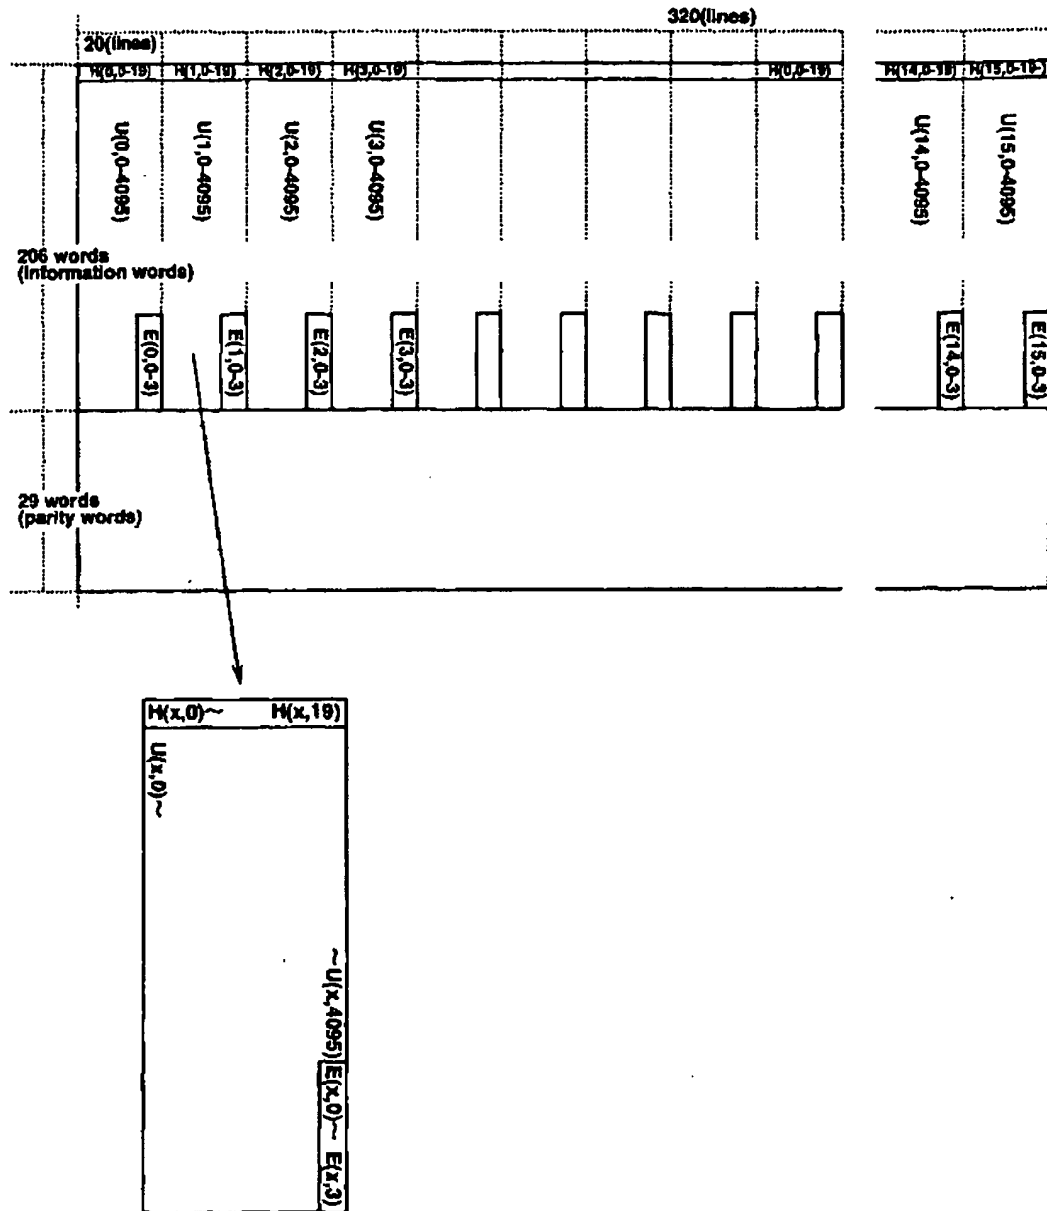 320(lines)
20(lines)
H(0,0-19) H(1,0-19) H(2,0-19) H(3,0-19) H(0,0-19) H(14,0-19) H(15,0-19-)
U(0,0-4095) U(1,0-4095) U(2,0-4095) U(3,0-4095) U(14,0-4095) U(15,0-4095)
206 words
(information words)
E(0,0-3) E(1,0-3) E(2,0-3) E(3,0-3) E(14,0-3) E(15,0-3)
29 words
(parity words)
H(x,0)~ H(x,19)
U(x,0)~
~U(x,4095) E(x,0)~ E(x,3)